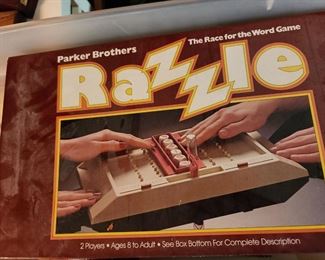 Parker Brothers
The Race for the Word Game
Razzle
2 Players • Ages 8 to Adult • See Box Bottom For Complete Description